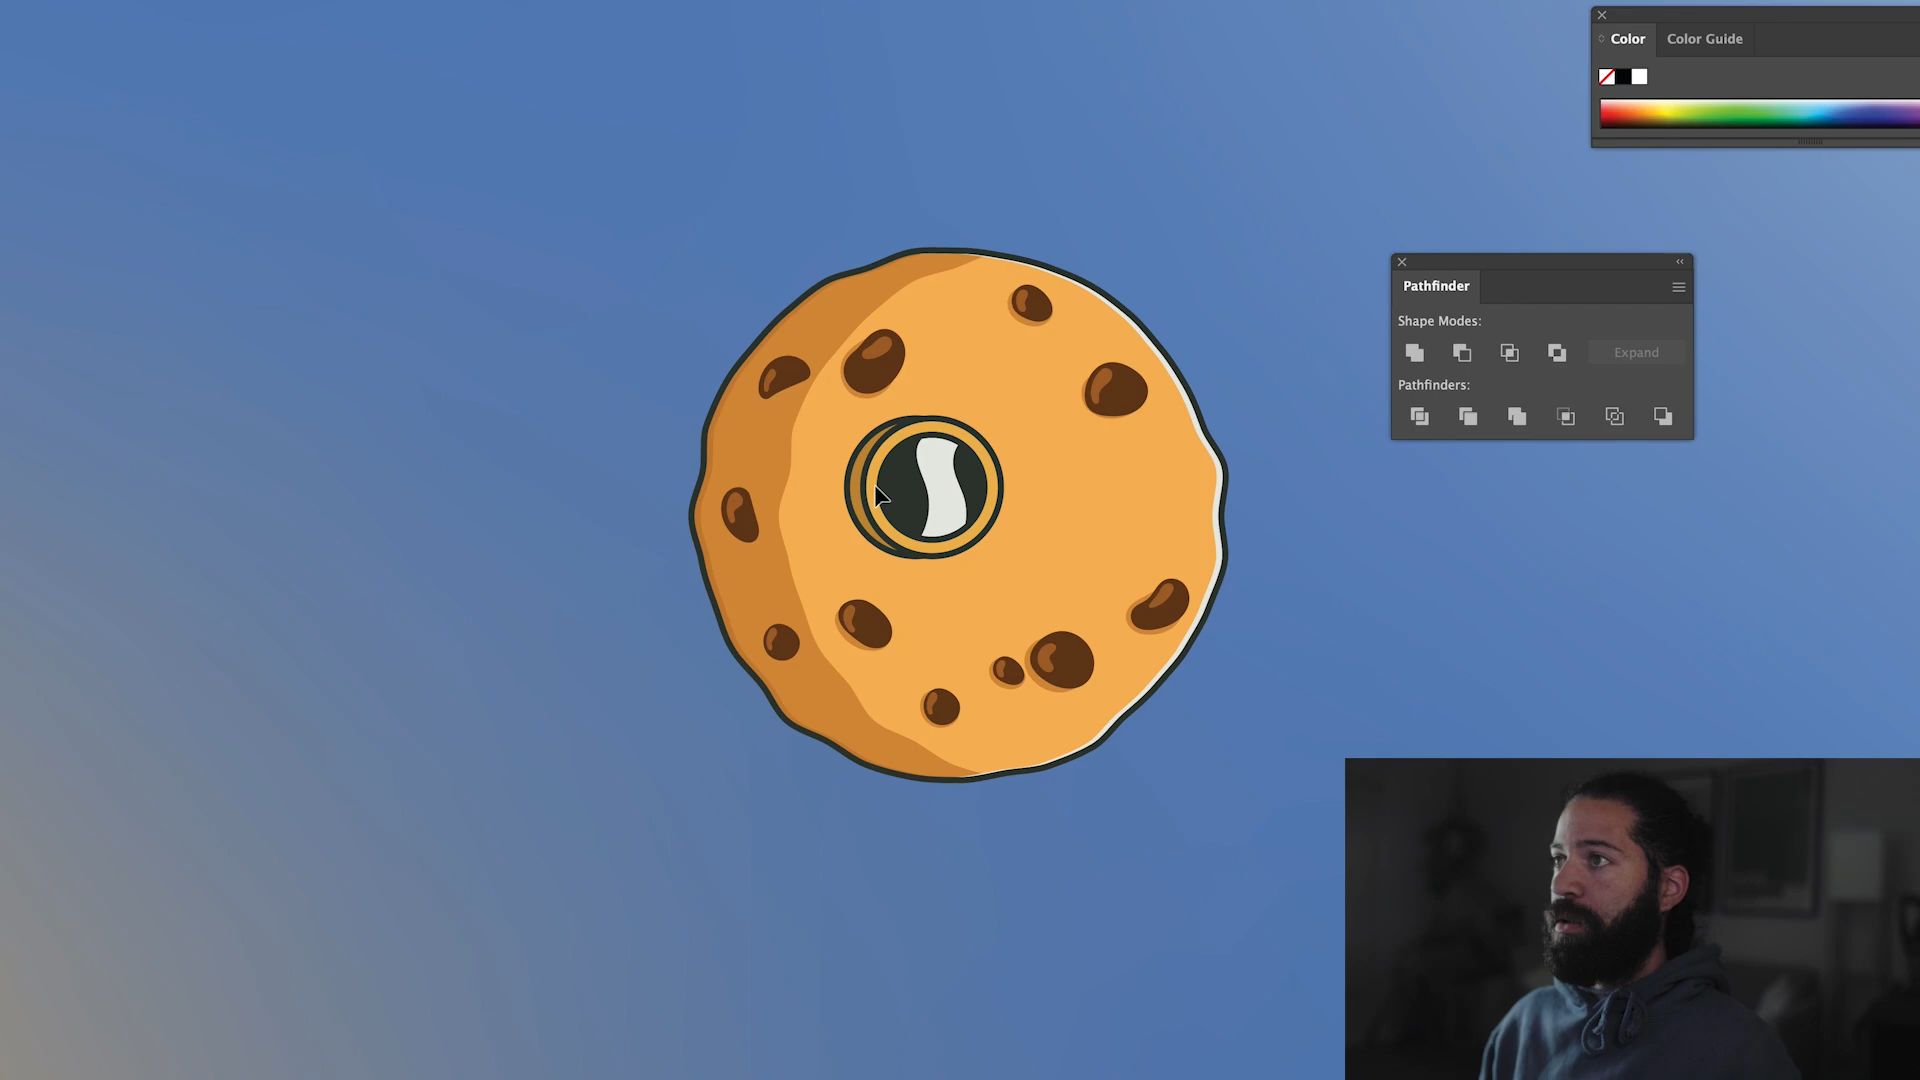 Color
Color Guide
Pathfinder
Shape Modes:
Expand
Pathfinders: